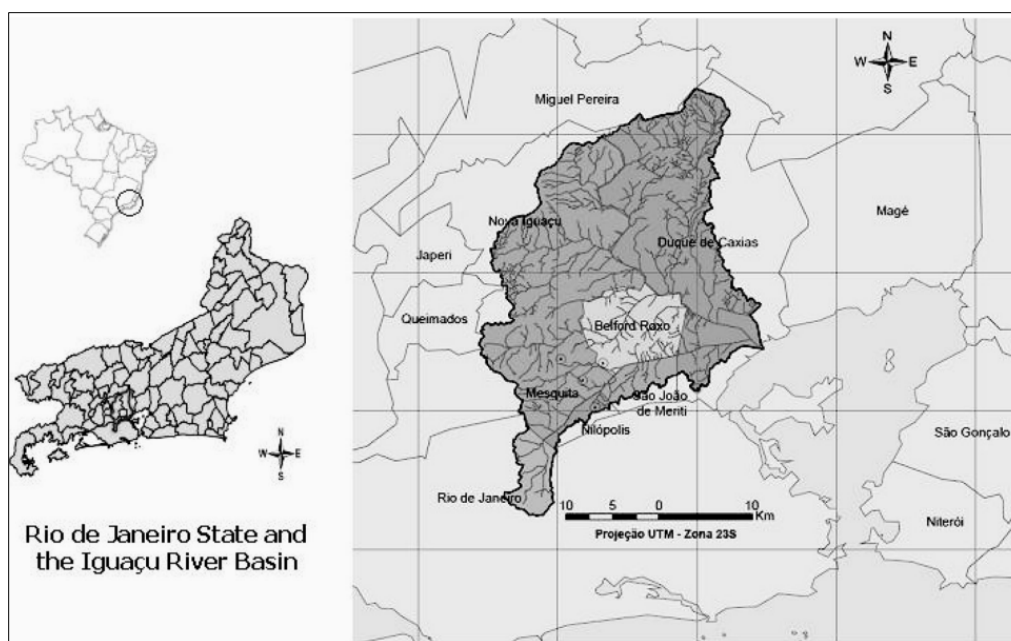 N
W E
S
Miguel Pereira
Nova Iguaçu
Magé
Japeri
Duque de Caxias
Queimados
Belford Roxo
Mesquita
São João
de Meriti
Nilópolis
São Gonçalo
Rio de Janeiro
Niterói
10 5 0 10
Km
Projeção UTM - Zona 23S
N
W E
S
Rio de Janeiro State and
the Iguaçu River Basin